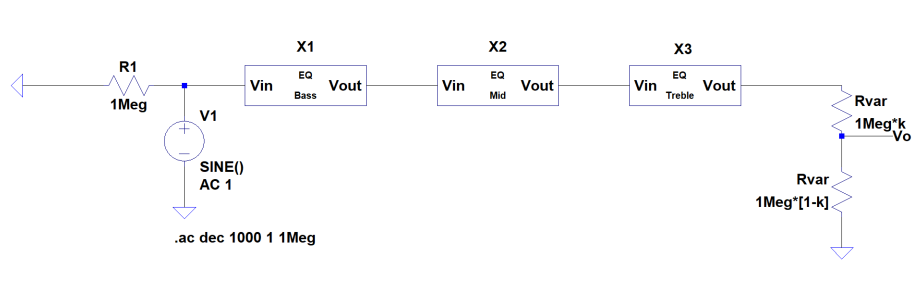 X1
X2
X3
R1
1Meg
Vin
EQ
Bass
Vout
Vin
EQ
Mid
Vout
Vin
EQ
Treble
Vout
Rvar
1Meg*k
Vo
V1
SINE()
AC 1
Rvar
1Meg*[1-k]
.ac dec 1000 1 1Meg